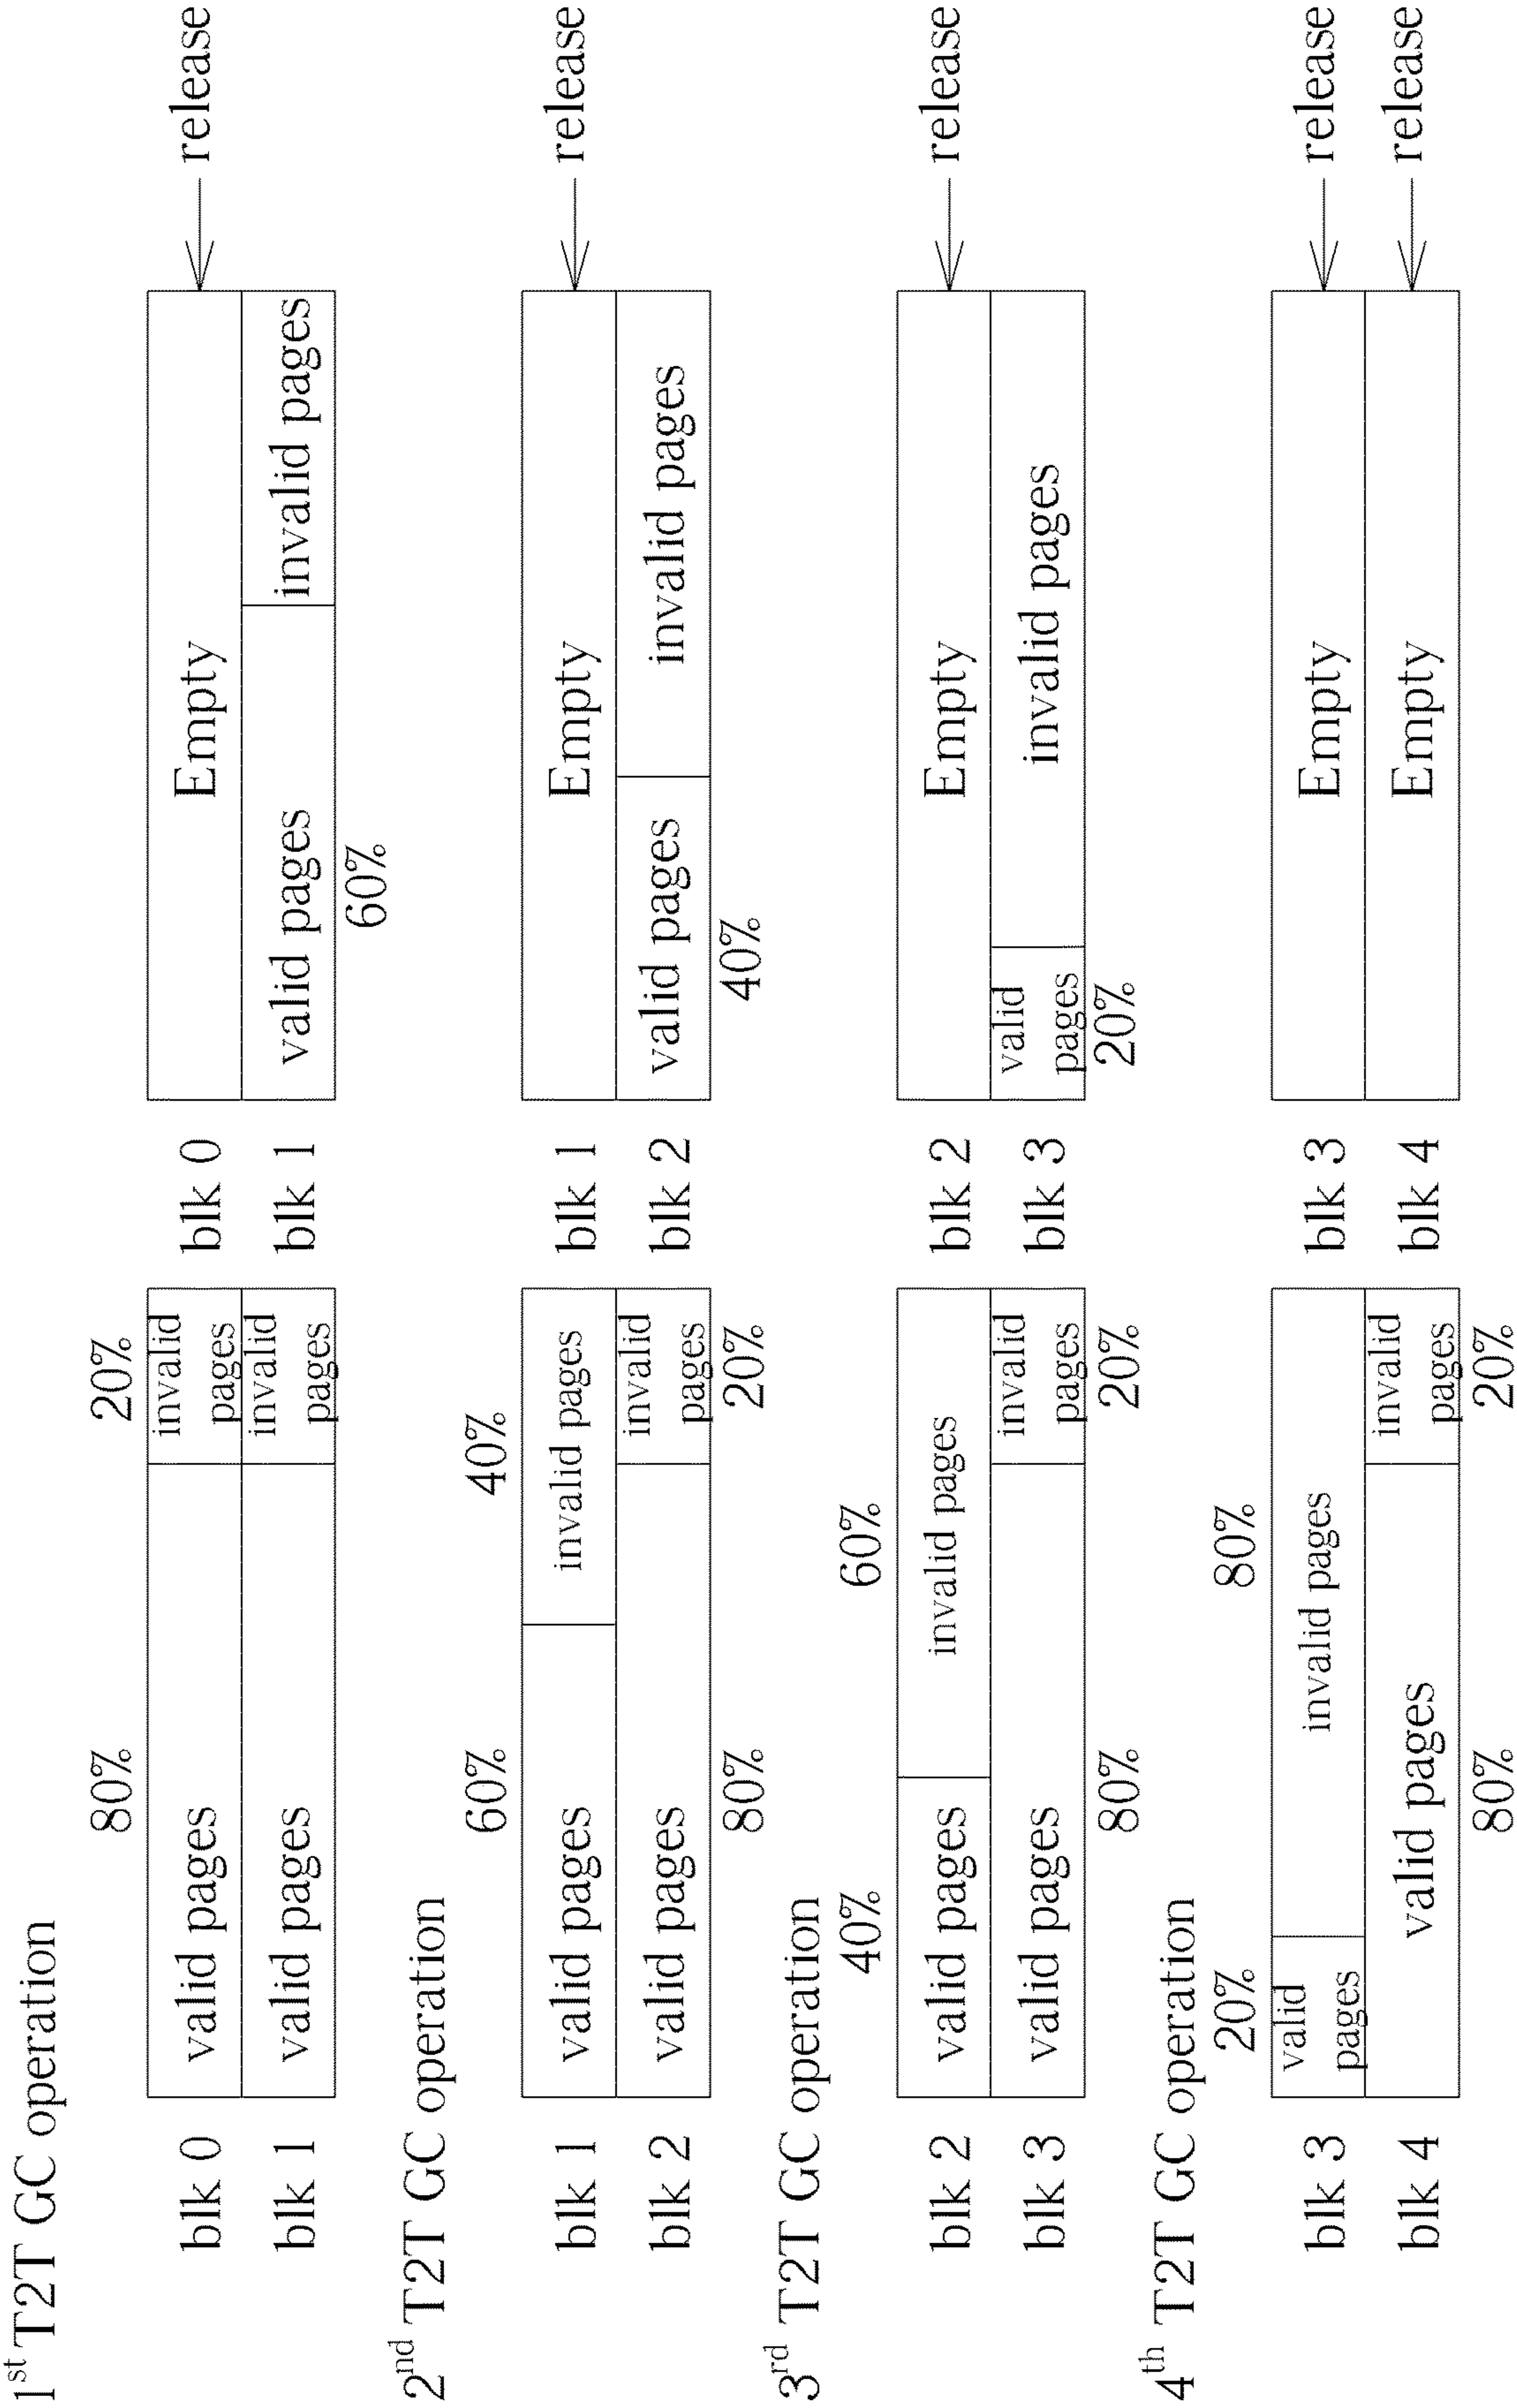 1st T2T GC operation
80% 20%
blk 0 valid pages invalid pages
blk 1 valid pages invalid pages
blk 0 Empty release
blk 1 valid pages invalid pages
60%
2nd T2T GC operation
60% 40%
blk 1 valid pages invalid pages
blk 2 valid pages invalid pages
80% 20%
blk 1 Empty release
blk 2 valid pages invalid pages
40%
3rd T2T GC operation
40% 60%
blk 2 valid pages invalid pages
blk 3 valid pages invalid pages
80% 20%
blk 2 Empty release
blk 3 valid pages invalid pages
20%
4th T2T GC operation
20% 80%
blk 3 valid pages invalid pages
blk 4 valid pages invalid pages
80% 20%
blk 3 Empty release
blk 4 Empty release